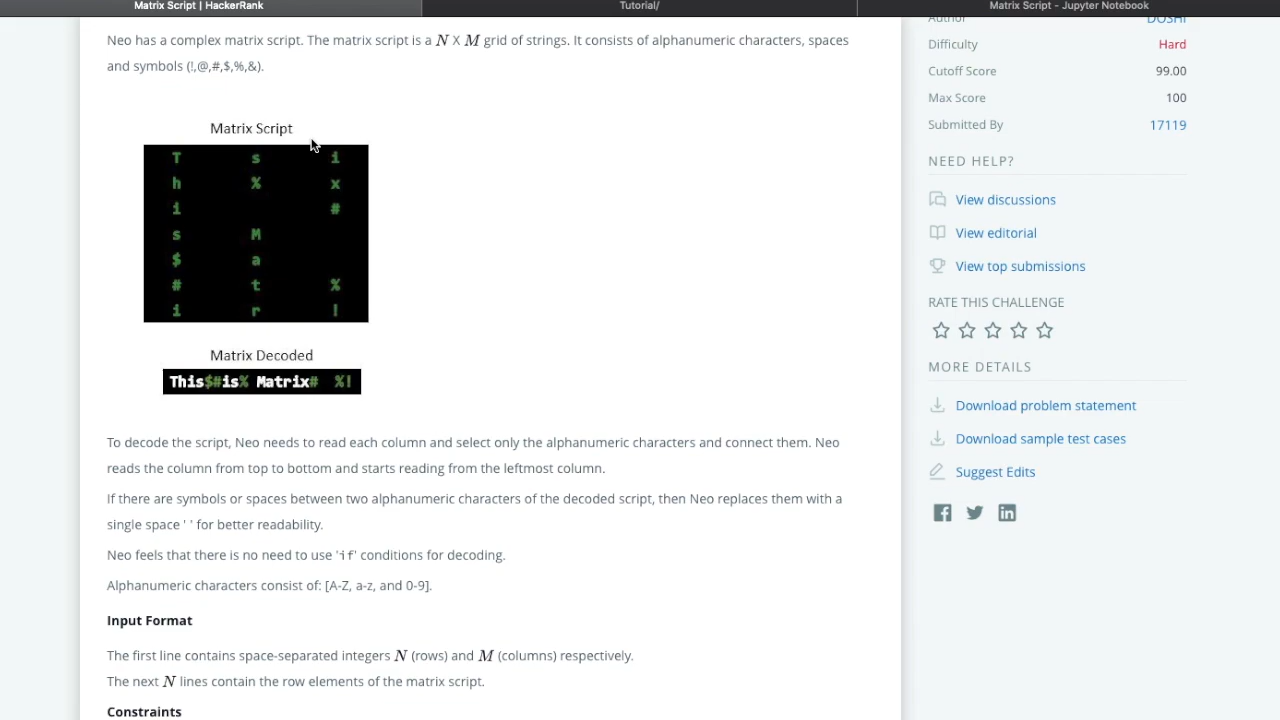 Matrix Script | HackerRank
Tutorial/
Matrix Script - Jupyter Notebook
Neo has a complex matrix script. The matrix script is a N X M grid of strings. It consists of alphanumeric characters, spaces
and symbols (!,@,#,$,%,&).
Matrix Script
T s i
h % x
i #
s M
$ a
# t %
i r !
Matrix Decoded
This$#is% Matrix#  %!
To decode the script, Neo needs to read each column and select only the alphanumeric characters and connect them. Neo
reads the column from top to bottom and starts reading from the leftmost column.
If there are symbols or spaces between two alphanumeric characters of the decoded script, then Neo replaces them with a
single space ' ' for better readability.
Neo feels that there is no need to use 'if' conditions for decoding.
Alphanumeric characters consist of: [A-Z, a-z, and 0-9].
Input Format
The first line contains space-separated integers N (rows) and M (columns) respectively.
The next N lines contain the row elements of the matrix script.
Constraints
Author DOSHI
Difficulty Hard
Cutoff Score 99.00
Max Score 100
Submitted By 17119
NEED HELP?
View discussions
View editorial
View top submissions
RATE THIS CHALLENGE
MORE DETAILS
Download problem statement
Download sample test cases
Suggest Edits